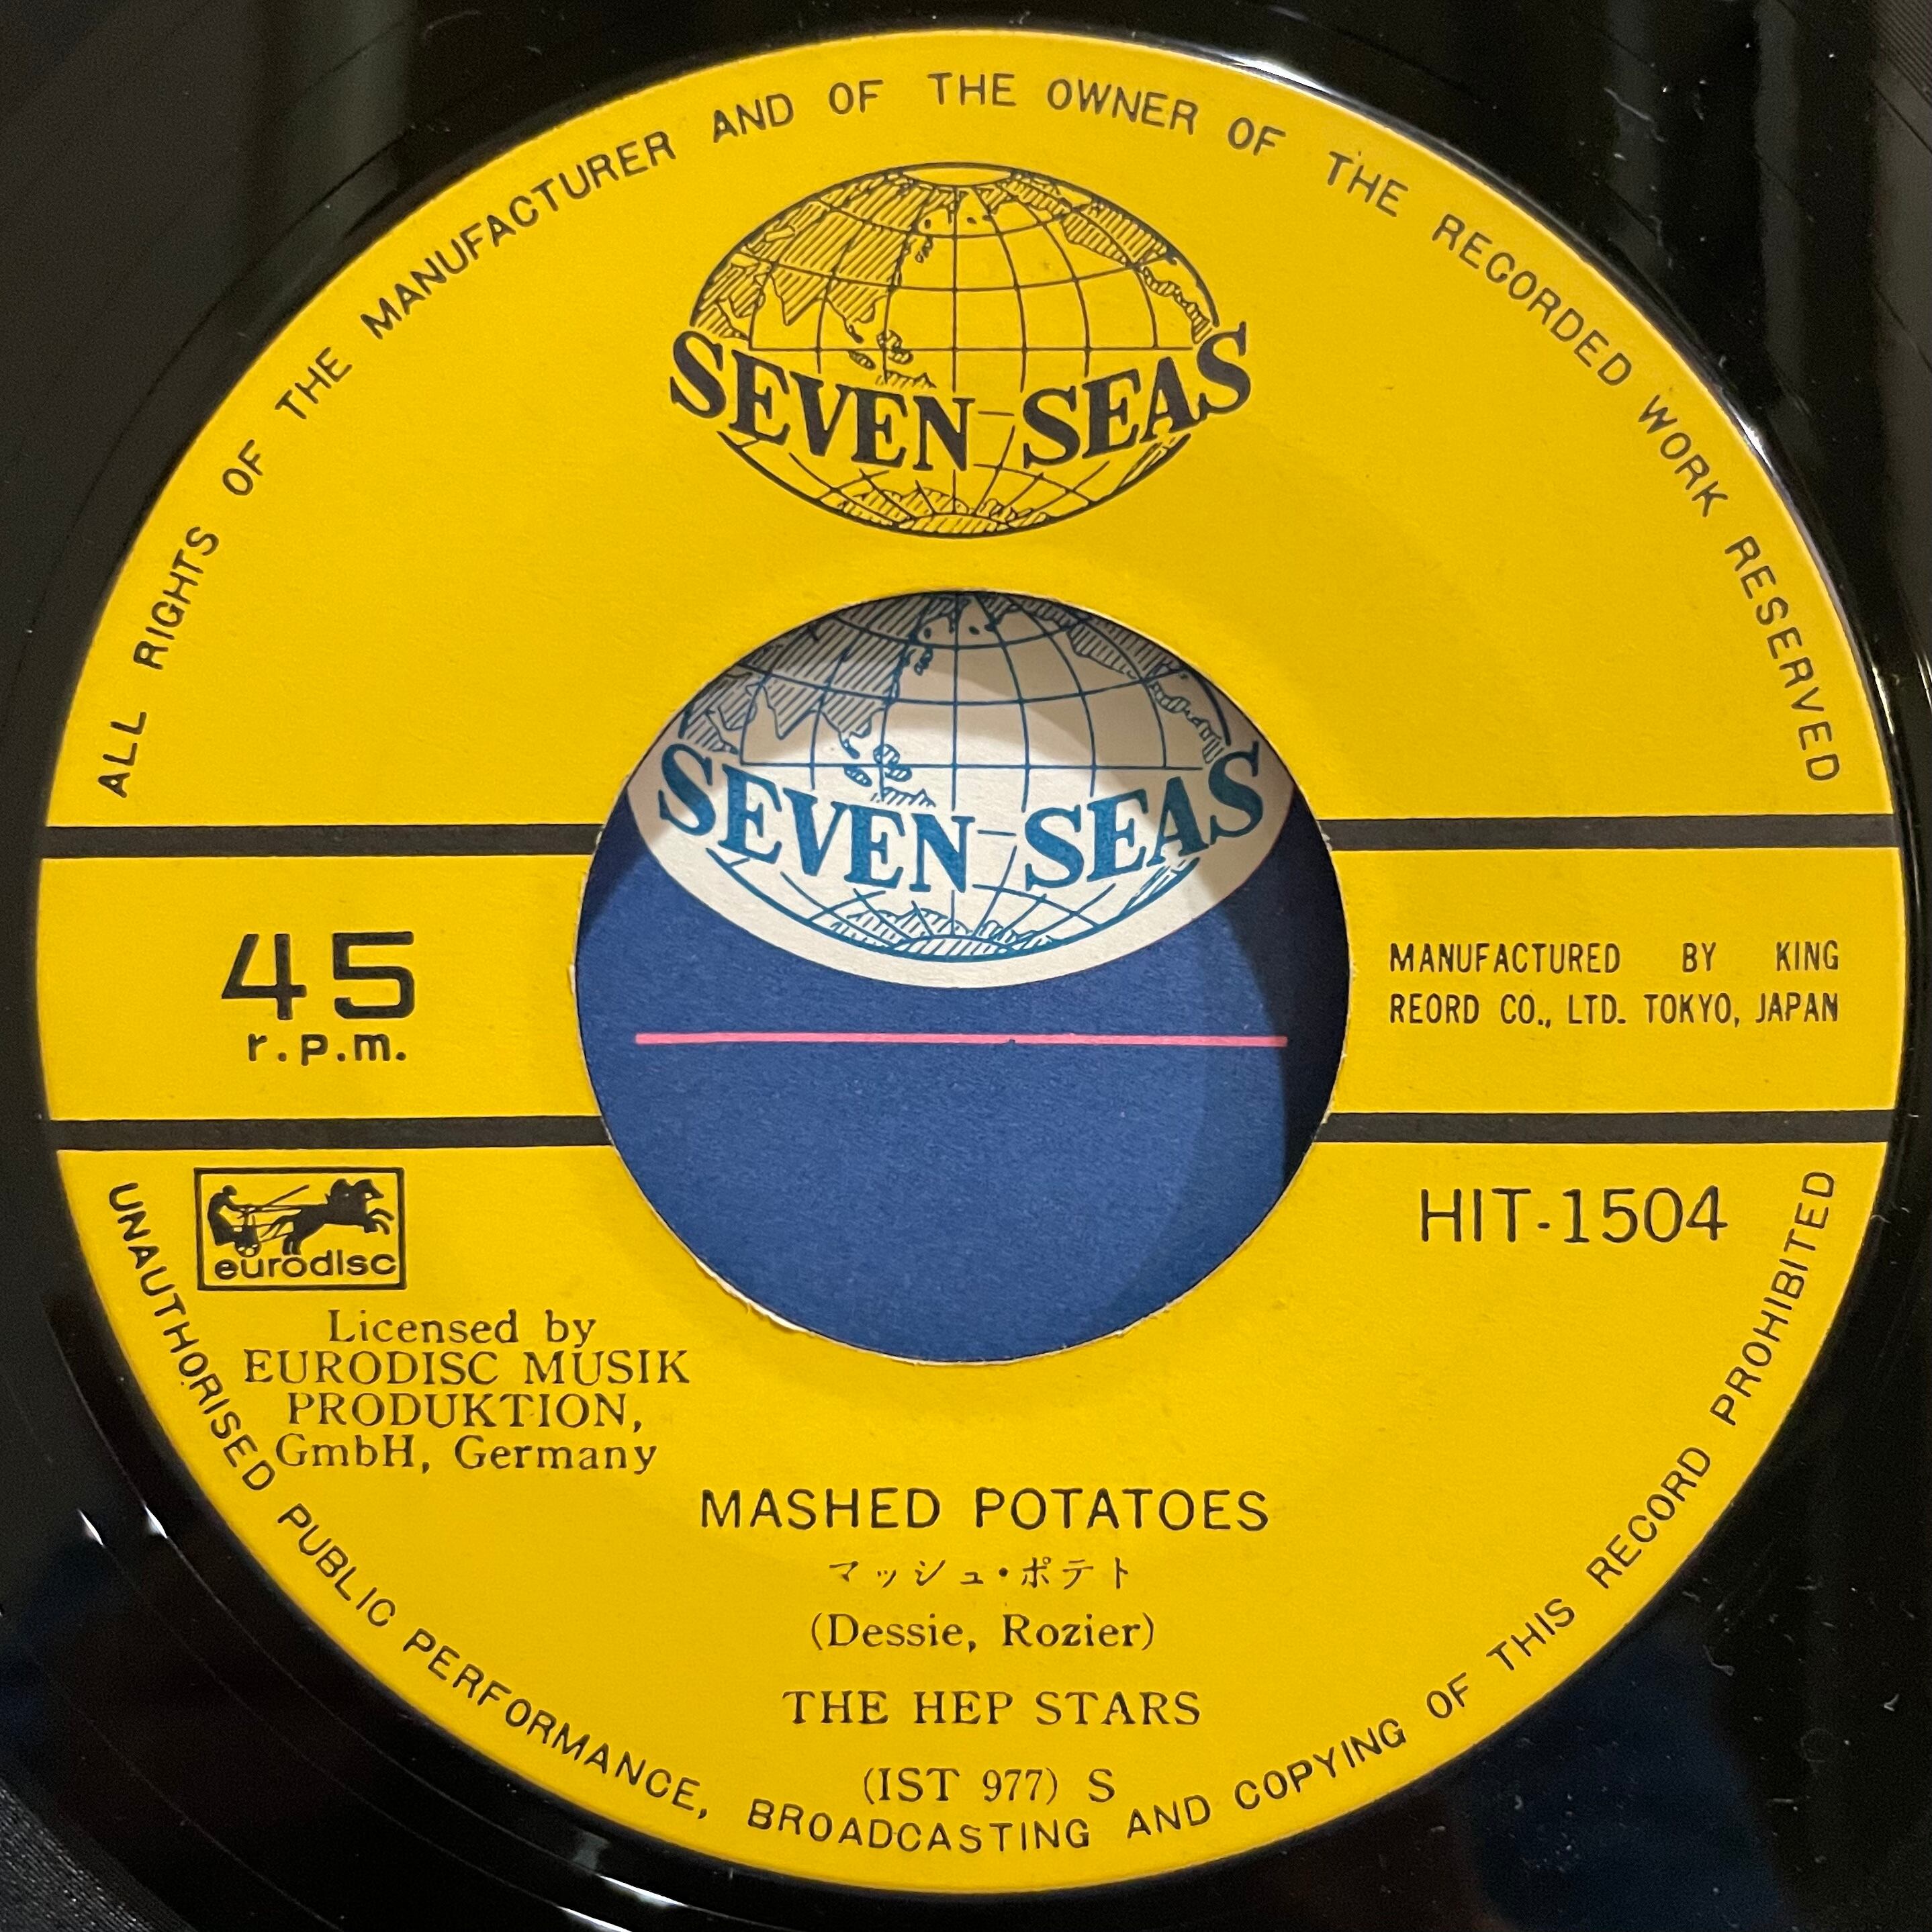 ALL RIGHTS OF THE MANUFACTURER AND OF THE OWNER OF THE RECORDED WORK RESERVED
SEVEN SEAS
SEVEN SEAS
45
r.p.m.
MANUFACTURED BY KING
REORD CO., LTD. TOKYO, JAPAN
eurodisc
HIT-1504
Licensed by
EURODISC MUSIK
PRODUKTION,
GmbH, Germany
MASHED POTATOES
マッシュ・ポテト
(Dessie, Rozier)
THE HEP STARS
(IST 977) S
UNAUTHORISED PUBLIC PERFORMANCE, BROADCASTING AND COPYING OF THIS RECORD PROHIBITED